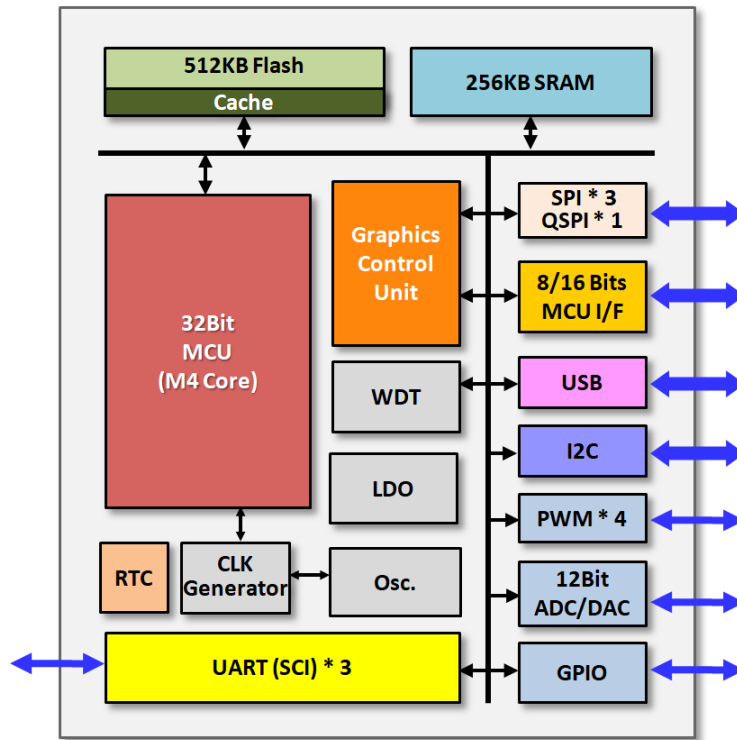 512KB Flash
Cache
256KB SRAM
32Bit
MCU
(M4 Core)
Graphics
Control
Unit
SPI * 3
QSPI * 1
8/16 Bits
MCU I/F
WDT
USB
LDO
I2C
PWM * 4
RTC
CLK
Generator
Osc.
12Bit
ADC/DAC
UART (SCI) * 3
GPIO